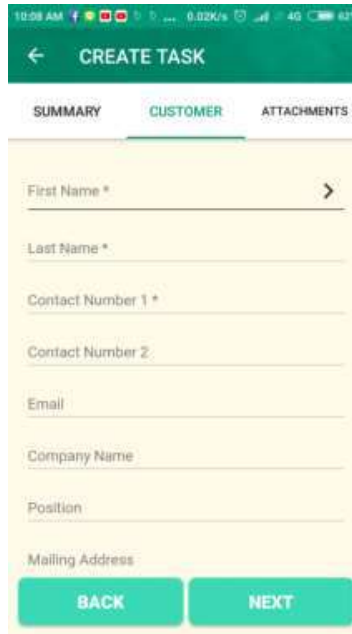 10:08 AM 0.02K/s 4G 62
CREATE TASK
SUMMARY CUSTOMER ATTACHMENTS
First Name *
Last Name *
Contact Number 1 *
Contact Number 2
Email
Company Name
Position
Mailing Address
BACK NEXT